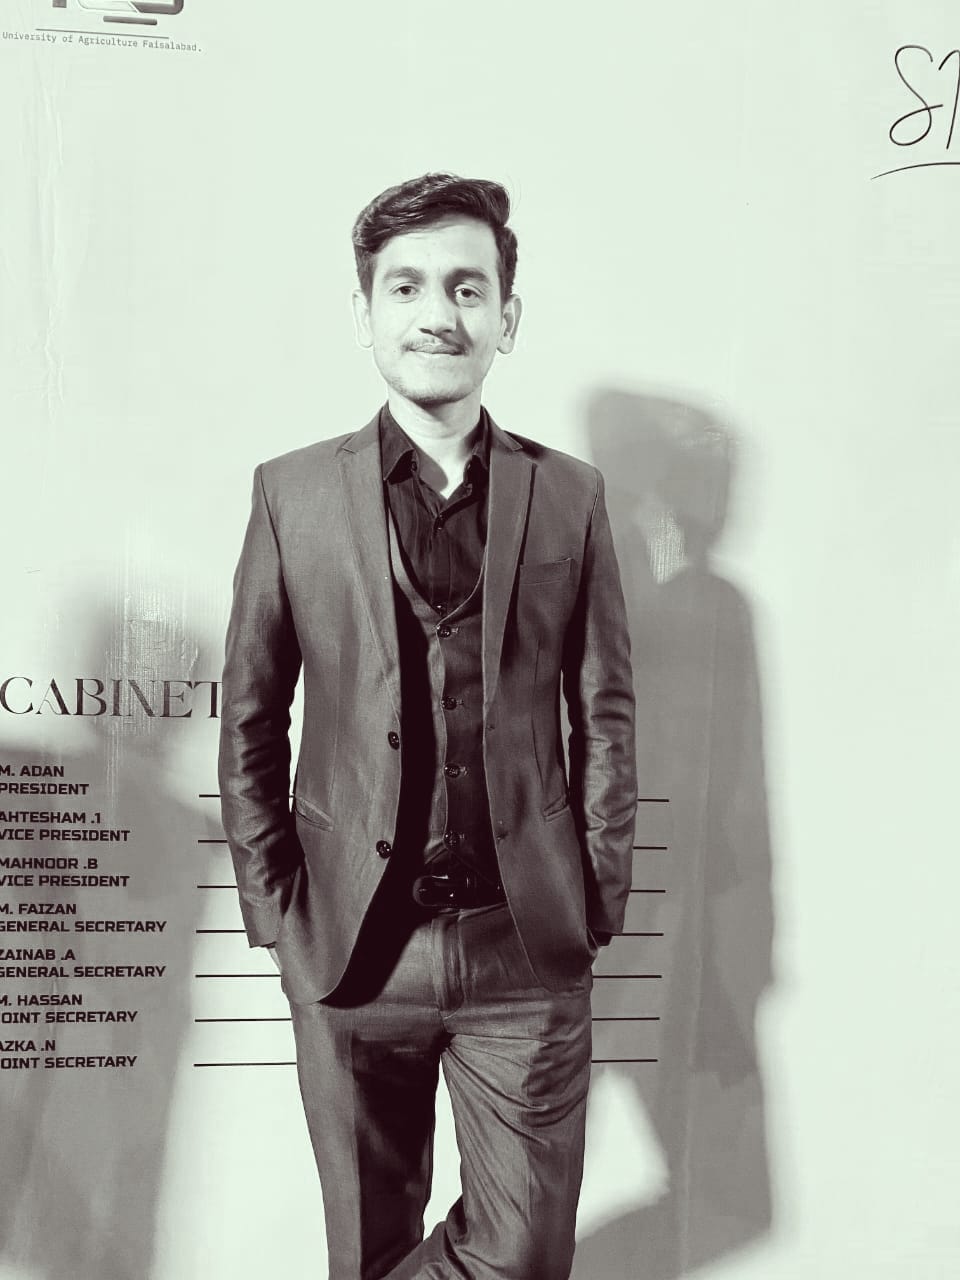 University of Agriculture Faisalabad.
CABINET
M. ADAN
PRESIDENT
AHTESHAM .1
VICE PRESIDENT
MAHNOOR .B
VICE PRESIDENT
M. FAIZAN
GENERAL SECRETARY
ZAINAB .A
GENERAL SECRETARY
M. HASSAN
JOINT SECRETARY
AZKA .N
JOINT SECRETARY